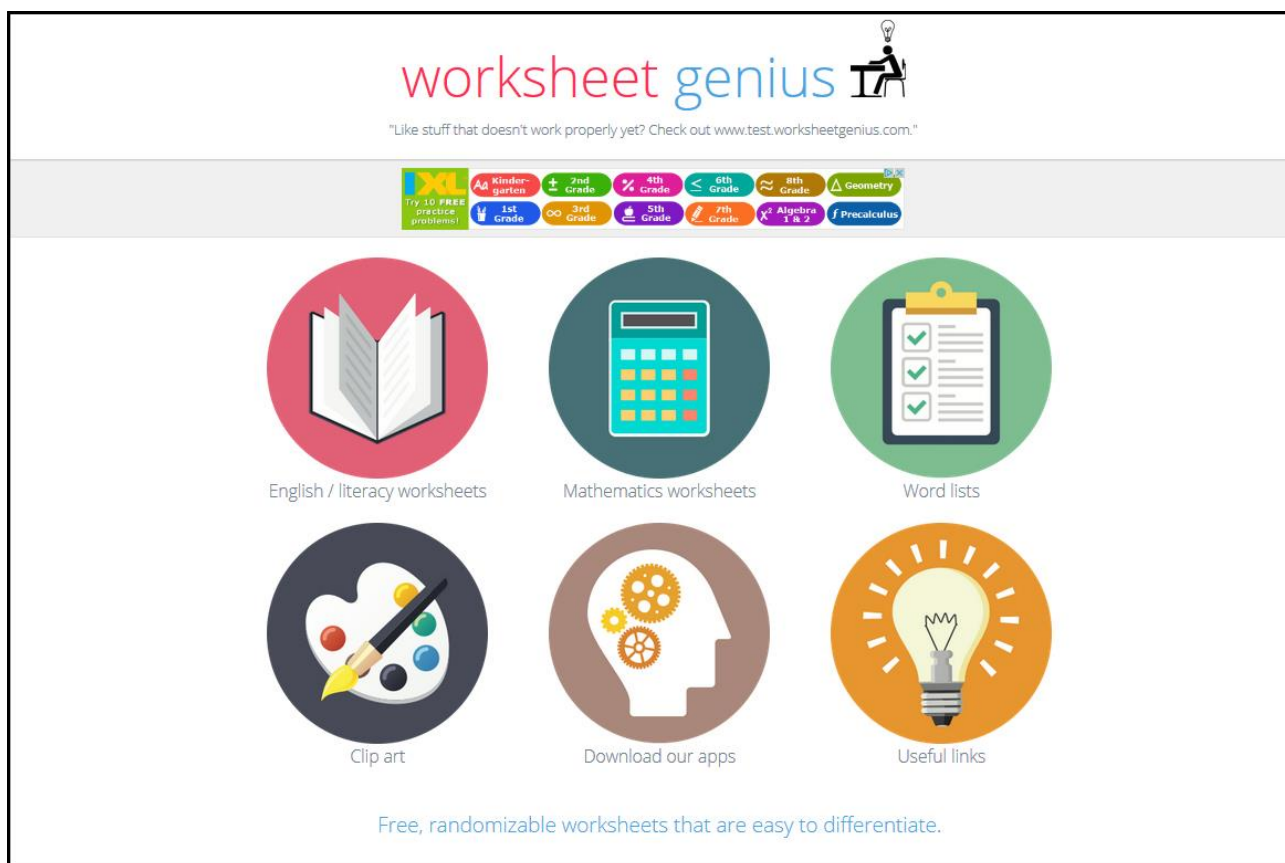 worksheet genius
"Like stuff that doesn't work properly yet? Check out www.test.worksheetgenius.com."
IXL
Try 10 FREE
practice
problems!
Aa Kinder-
garten
± 2nd
Grade
% 4th
Grade
≤ 6th
Grade
≈ 8th
Grade
△ Geometry
1st
Grade
∞ 3rd
Grade
5th
Grade
7th
Grade
x² Algebra
1 & 2
f Precalculus
English / literacy worksheets
Mathematics worksheets
Word lists
Clip art
Download our apps
Useful links
Free, randomizable worksheets that are easy to differentiate.